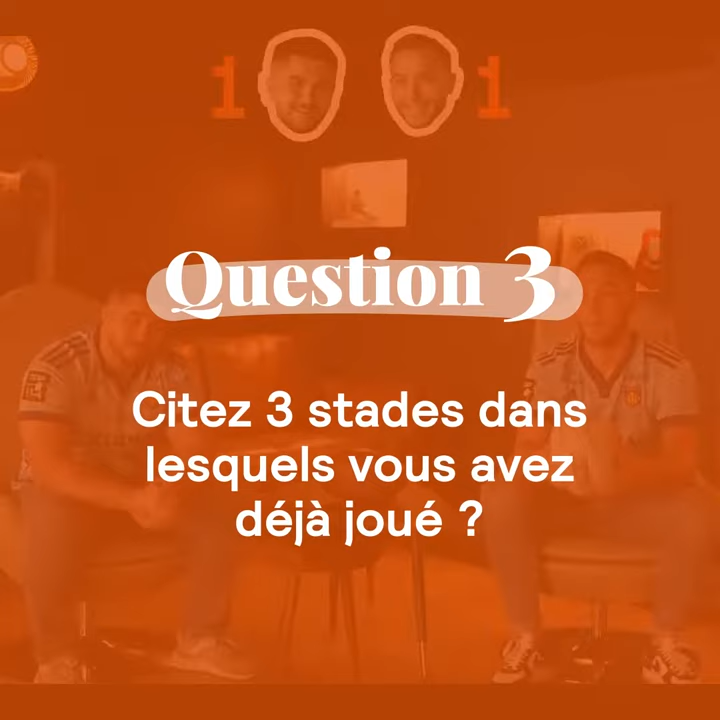 1 1
Question 3
Citez 3 stades dans
lesquels vous avez
déjà joué ?